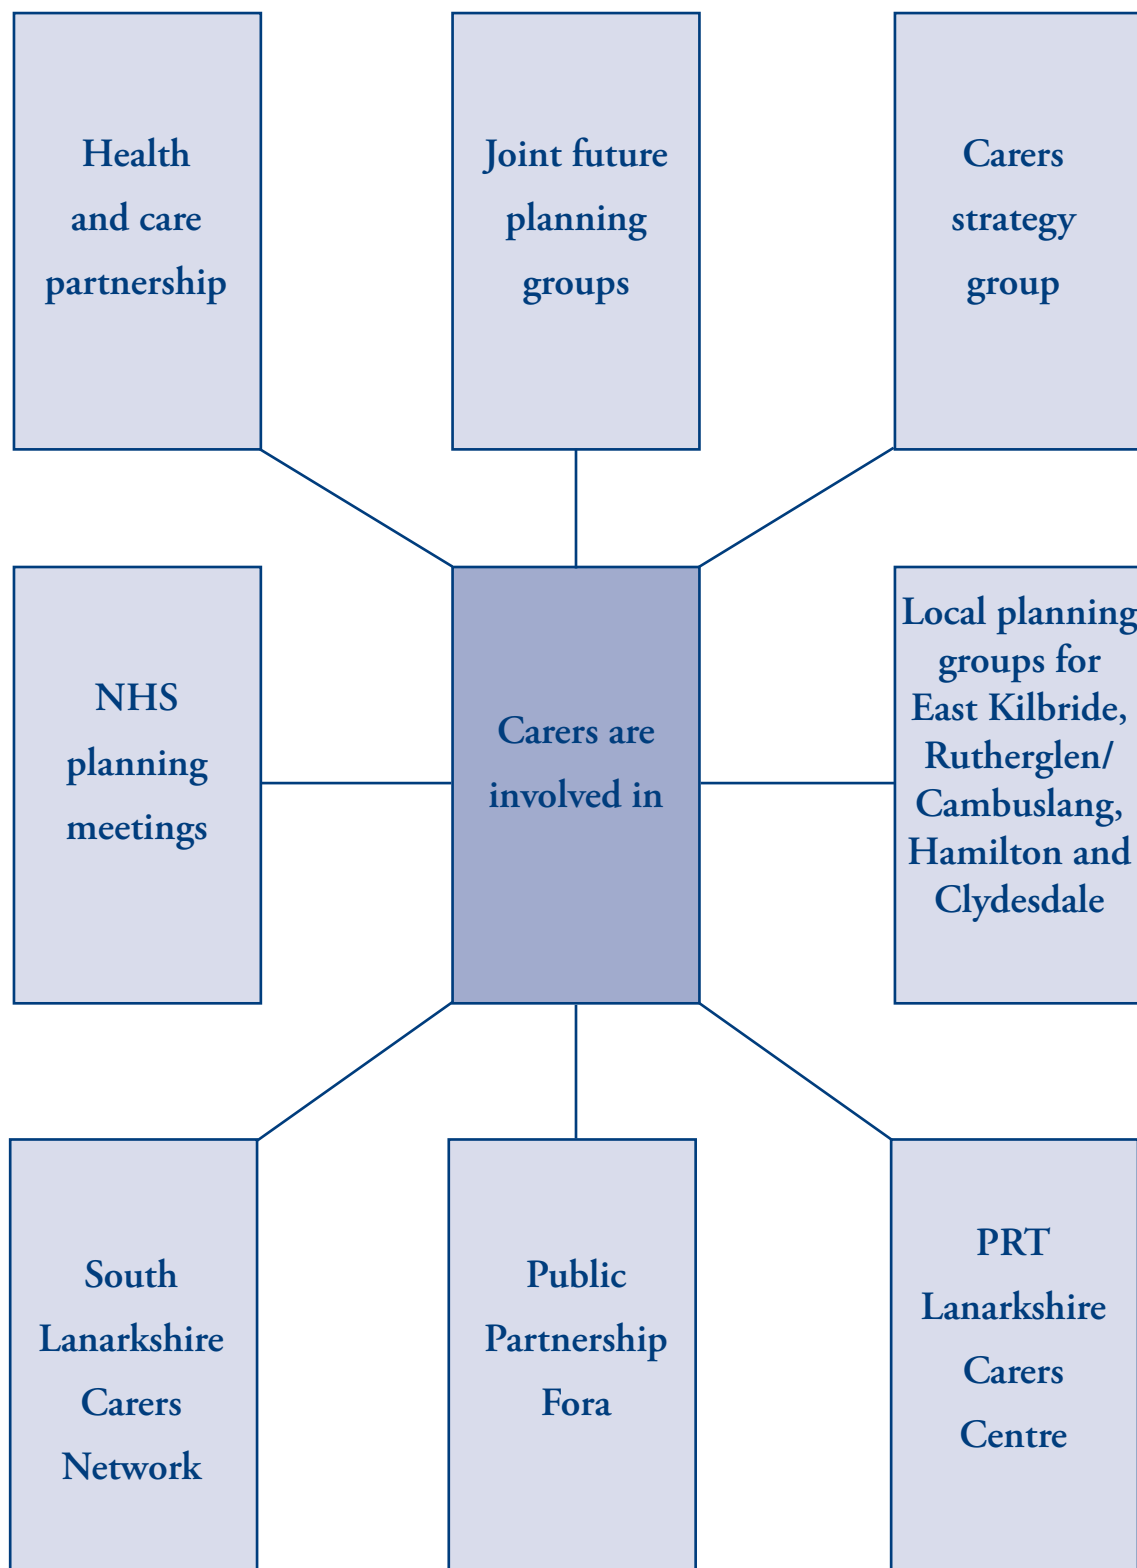 Health
and care
partnership
Joint future
planning
groups
Carers
strategy
group
NHS
planning
meetings
Carers are
involved in
Local planning
groups for
East Kilbride,
Rutherglen/
Cambuslang,
Hamilton and
Clydesdale
South
Lanarkshire
Carers
Network
Public
Partnership
Fora
PRT
Lanarkshire
Carers
Centre